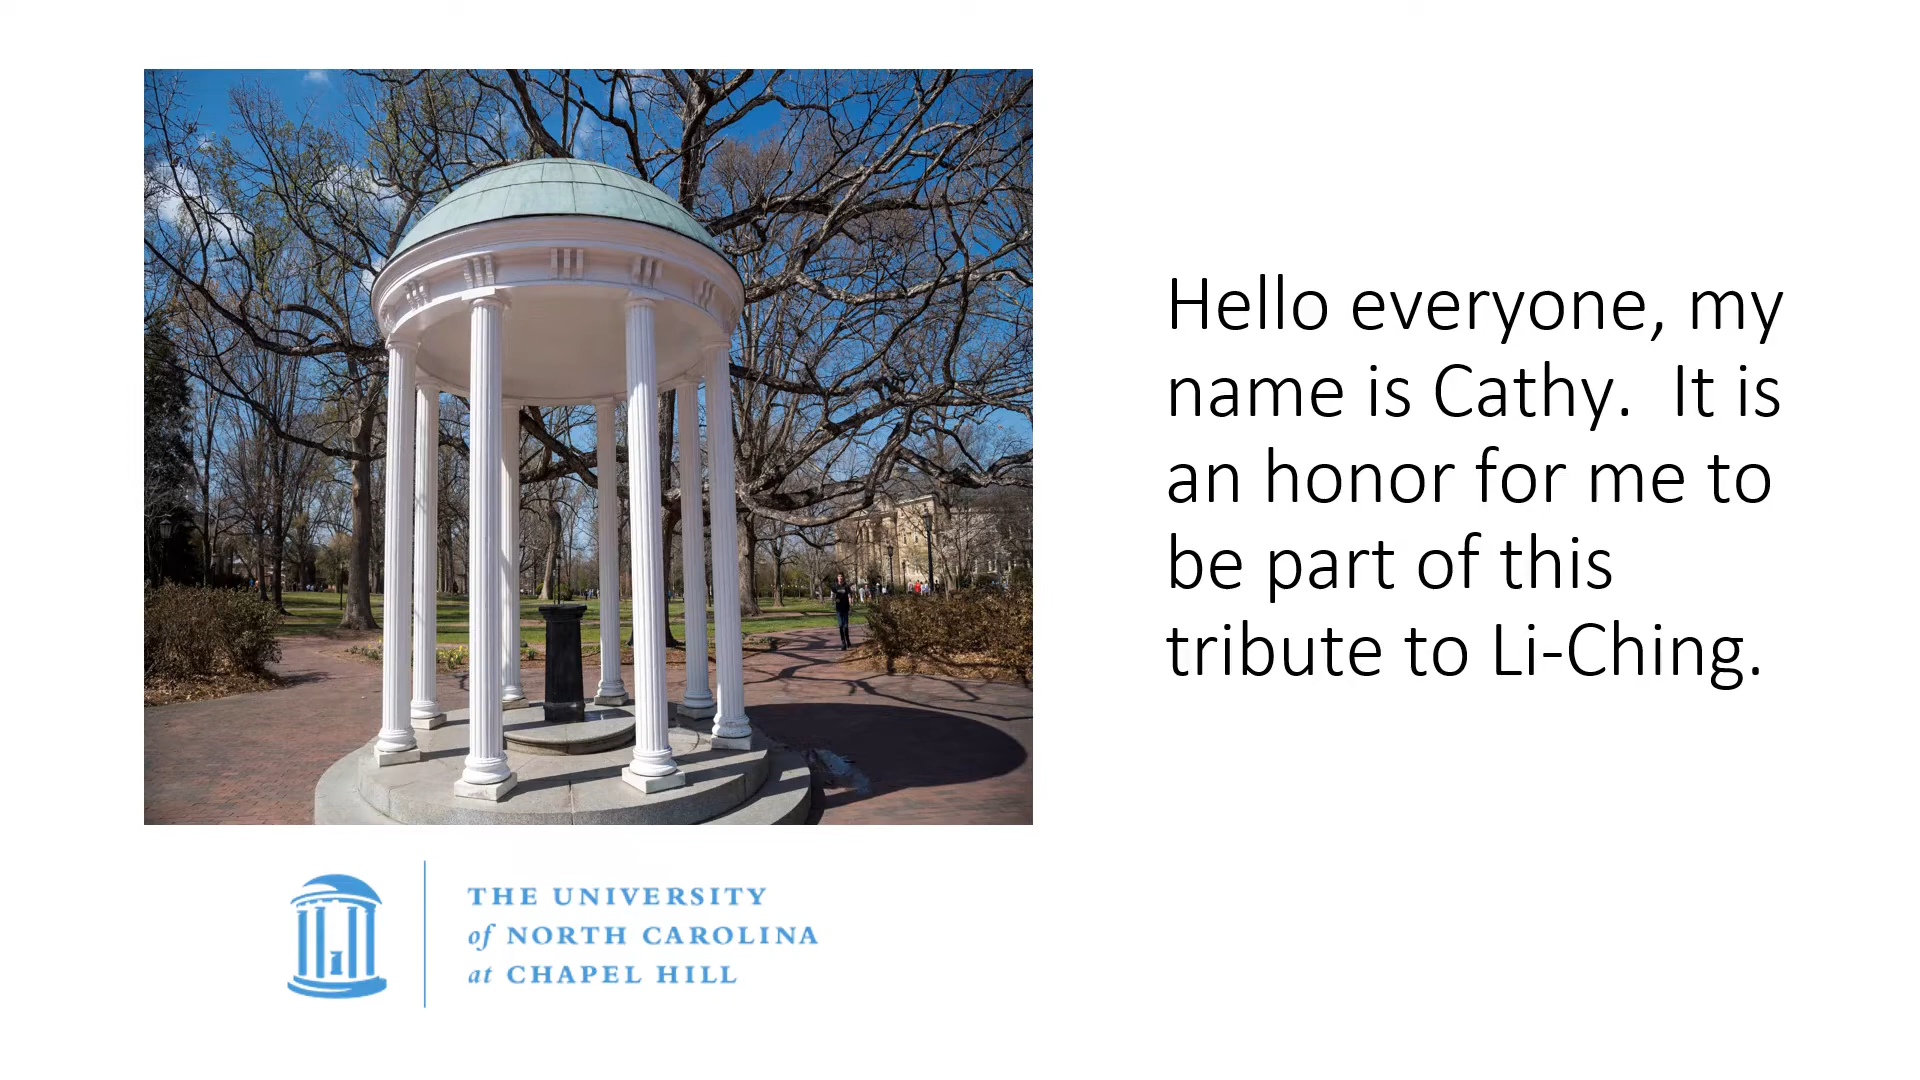 Hello everyone, my
name is Cathy.  It is
an honor for me to
be part of this
tribute to Li-Ching.
THE UNIVERSITY
of NORTH CAROLINA
at CHAPEL HILL